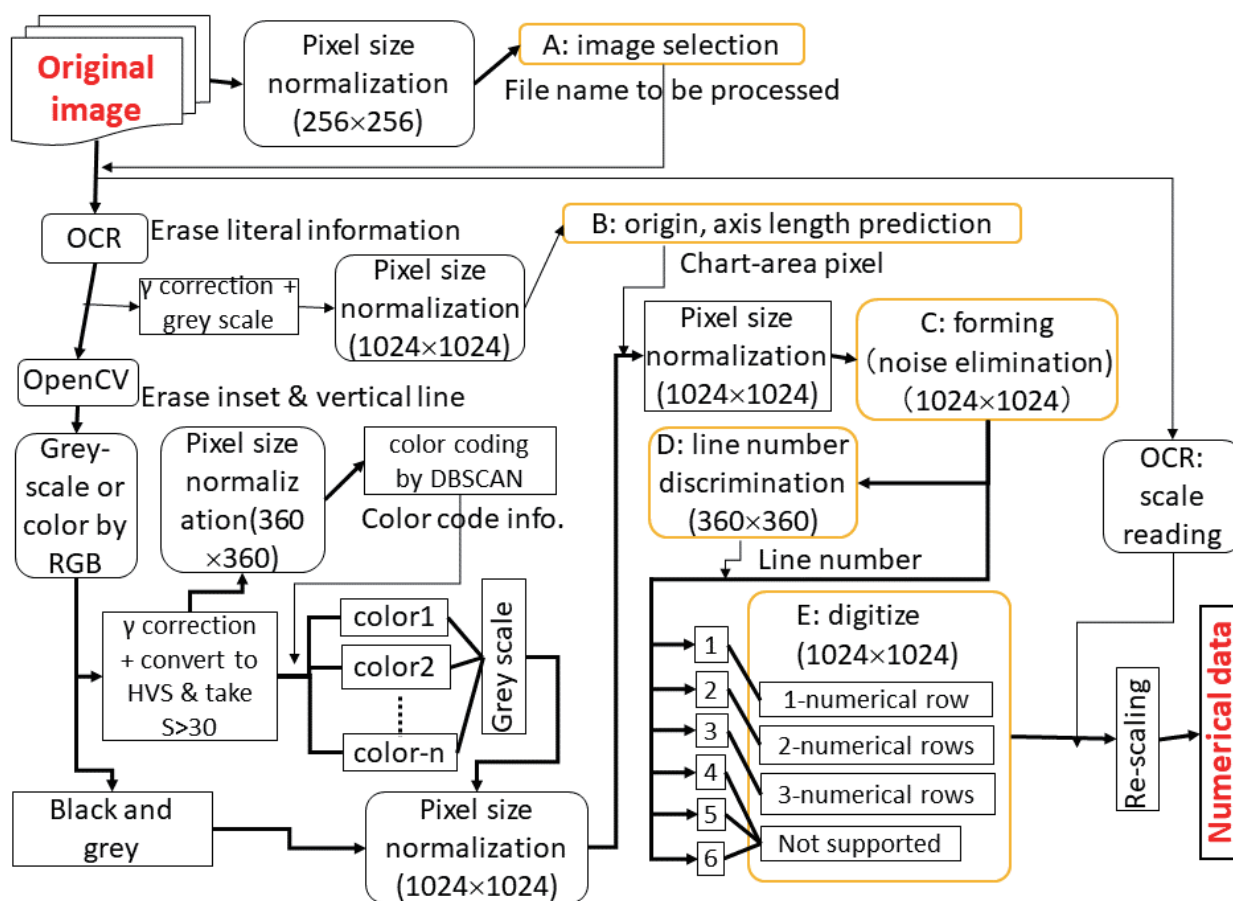 Original
image
Pixel size
normalization
(256×256)
A: image selection
File name to be processed
OCR
Erase literal information
B: origin, axis length prediction
Chart-area pixel
γ correction +
grey scale
Pixel size
normalization
(1024×1024)
Pixel size
normalization
(1024×1024)
C: forming
（noise elimination)
（1024×1024）
OpenCV
Erase inset & vertical line
Grey-
scale or
color by
RGB
Pixel size
normaliz
ation(360
×360)
color coding
by DBSCAN
Color code info.
D: line number
discrimination
(360×360)
Line number
OCR:
scale
reading
γ correction
+ convert to
HVS & take
S>30
color1
color2
color-n
Grey scale
E: digitize
(1024×1024)
1
2
3
4
5
6
1-numerical row
2-numerical rows
3-numerical rows
Not supported
Re-scaling
Numerical data
Black and
grey
Pixel size
normalization
(1024×1024)